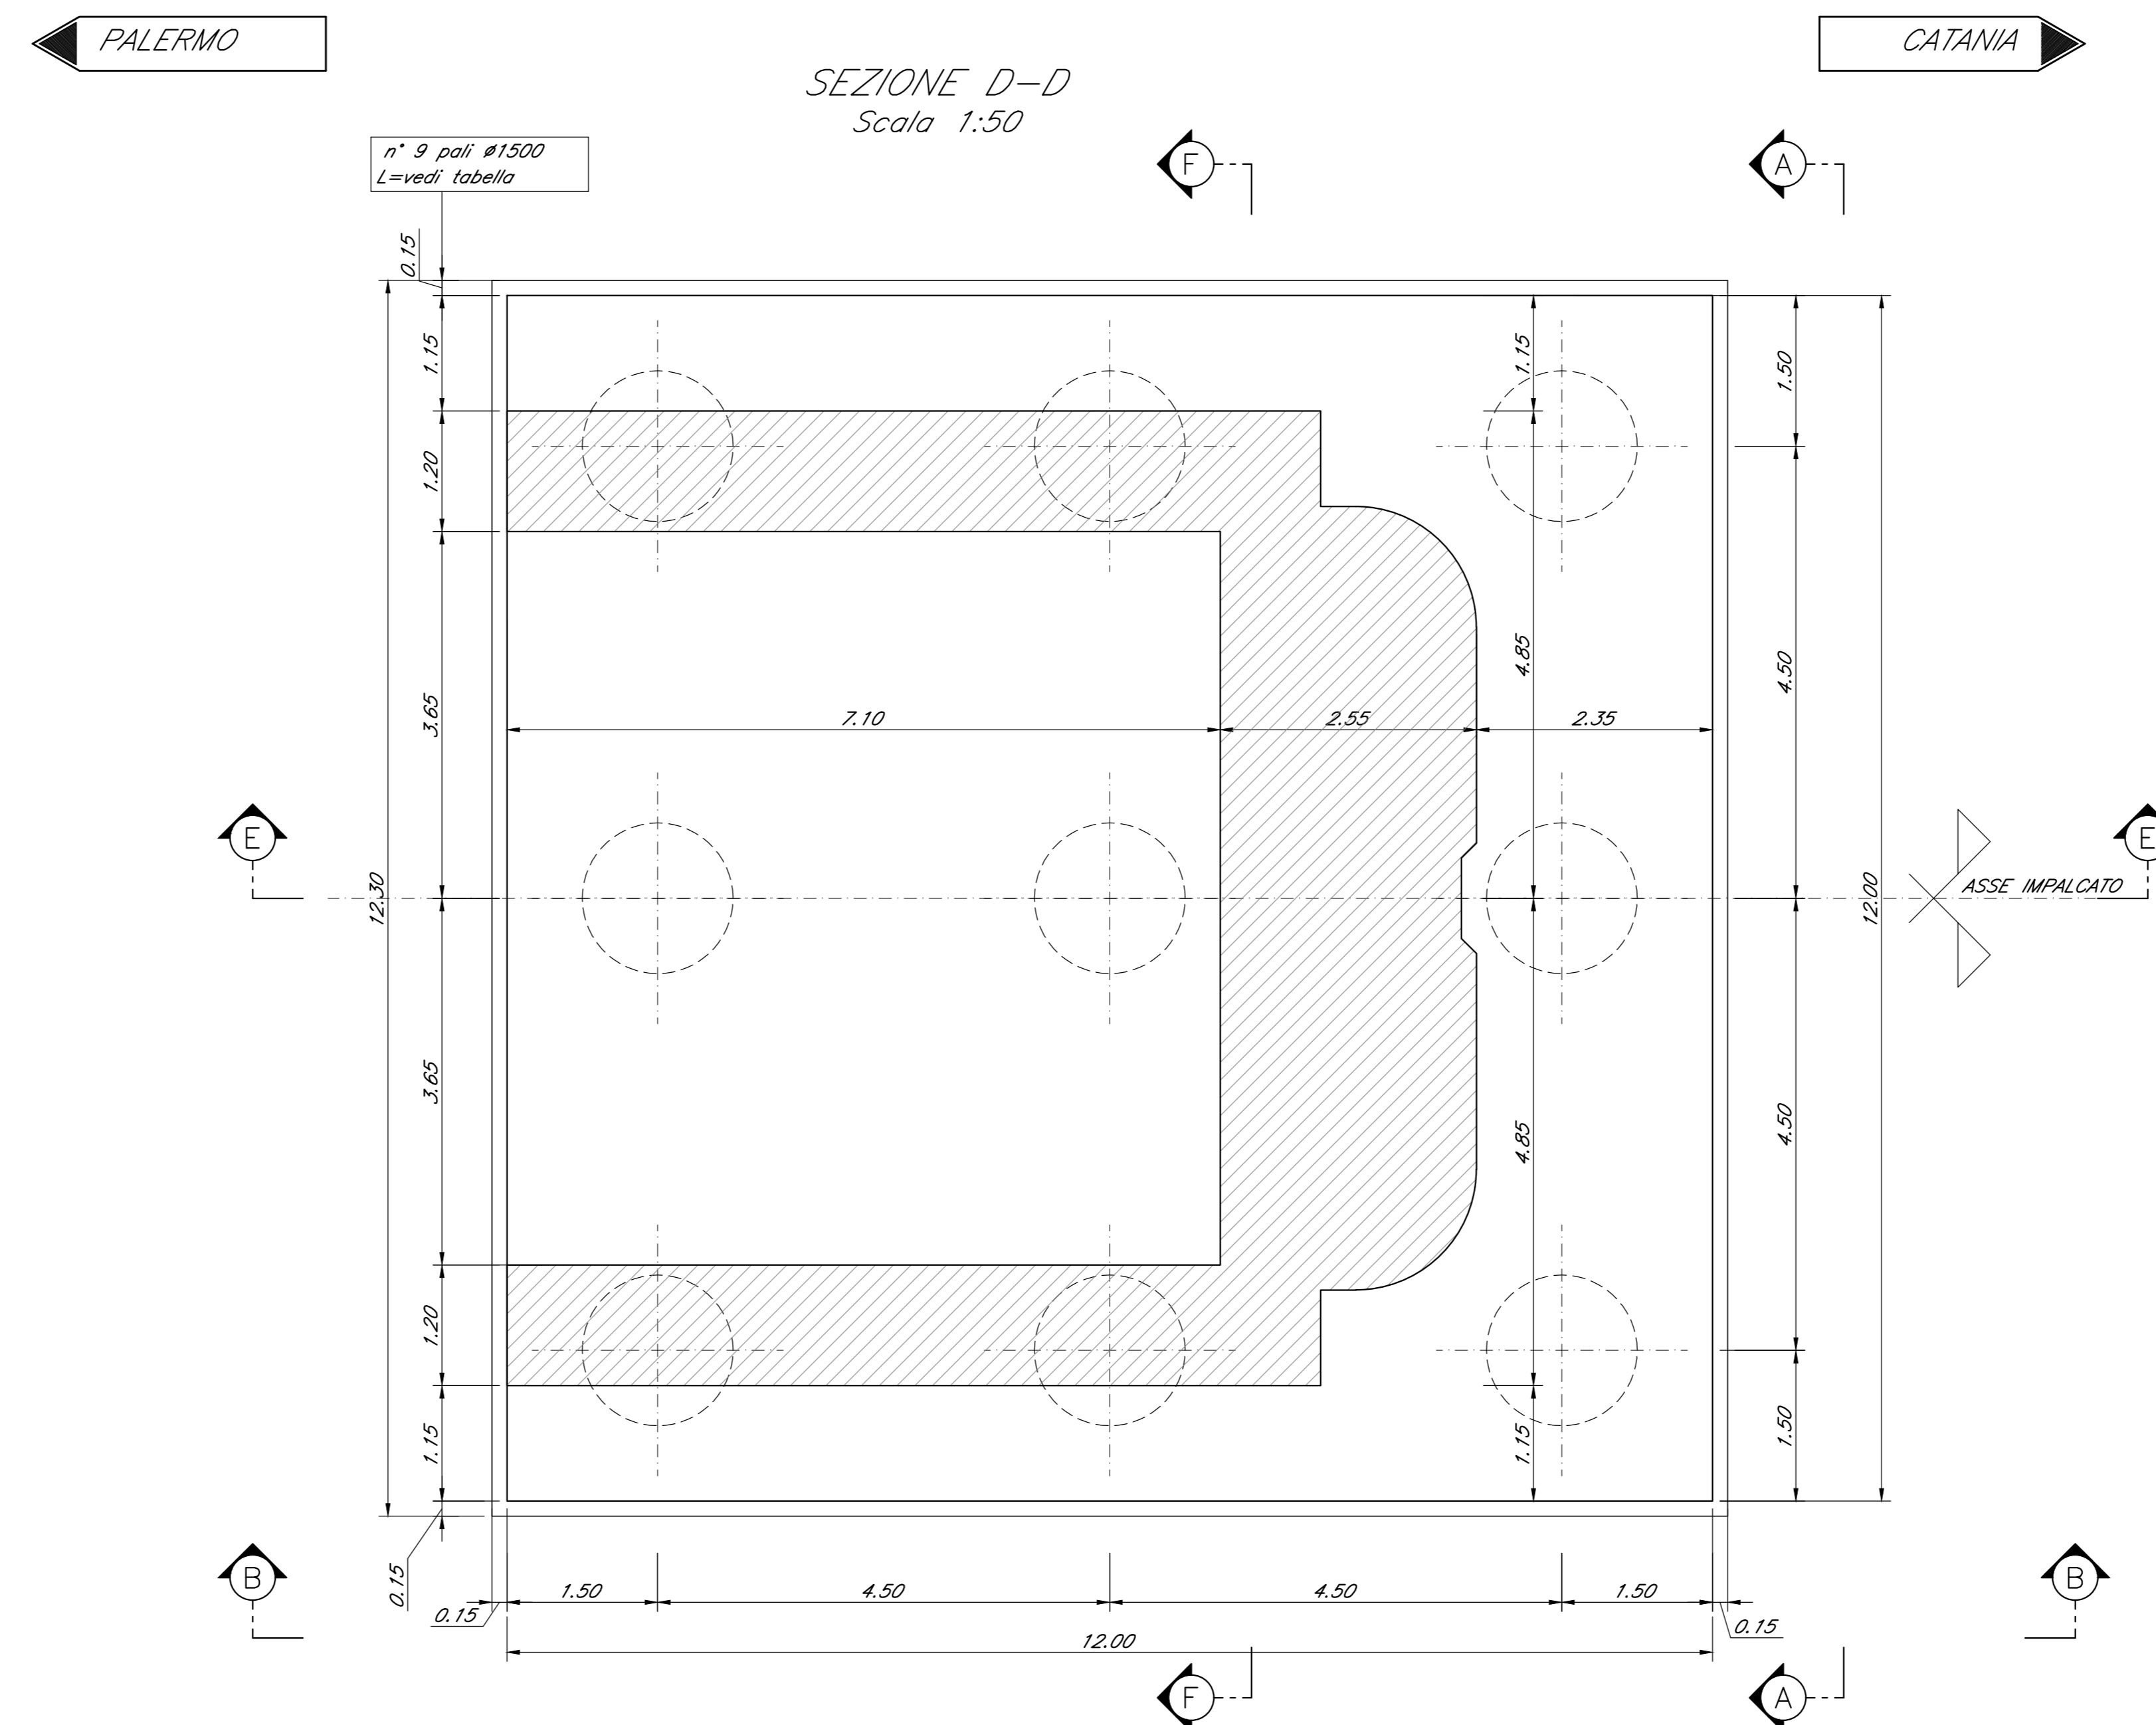 PALERMO
CATANIA
SEZIONE D-D
Scala 1:50
n° 9 pali ø1500
L=vedi tabella
F
A
0.15
1.15
1.15
1.50
1.20
4.85
4.50
3.65
7.10
2.55
2.35
E
E
12.30
12.00
ASSE IMPALCATO
3.65
4.85
4.50
1.20
1.15
1.15
1.50
B
B
0.15
1.50
4.50
4.50
1.50
0.15
0.15
12.00
F
A